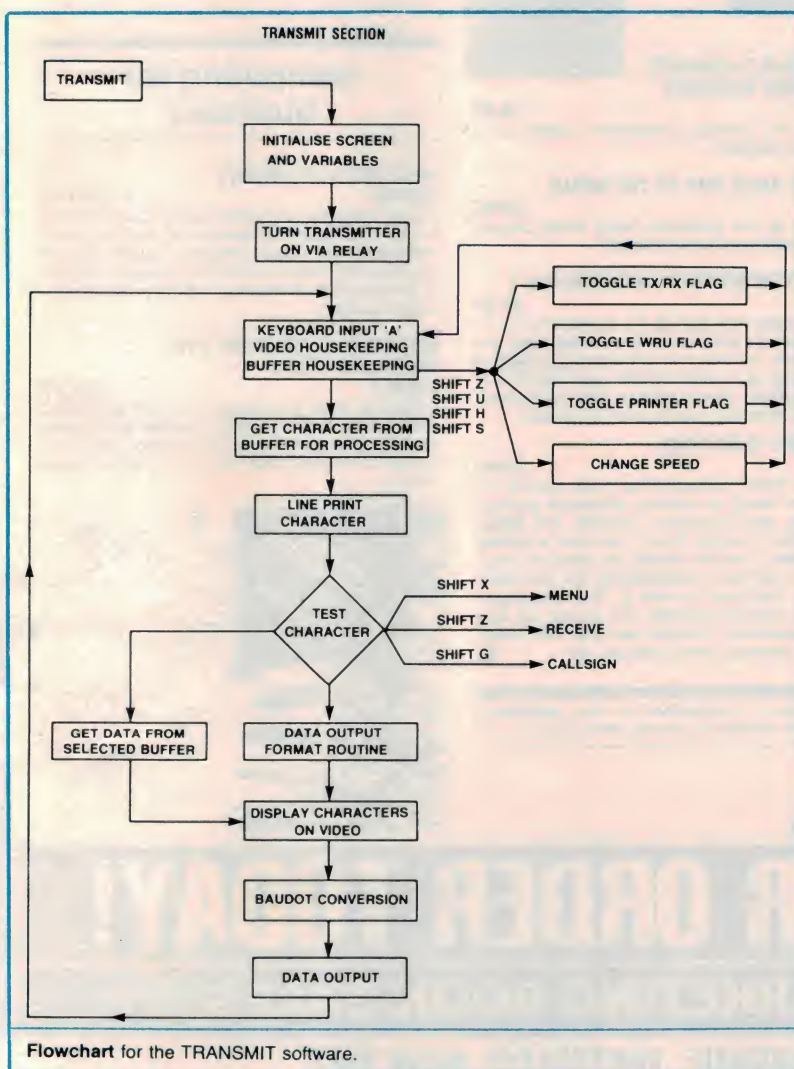 TRANSMIT SECTION
TRANSMIT
INITIALISE SCREEN
AND VARIABLES
TURN TRANSMITTER
ON VIA RELAY
KEYBOARD INPUT 'A'
VIDEO HOUSEKEEPING
BUFFER HOUSEKEEPING
SHIFT Z
SHIFT U
SHIFT H
SHIFT S
TOGGLE TX/RX FLAG
TOGGLE WRU FLAG
TOGGLE PRINTER FLAG
CHANGE SPEED
GET CHARACTER FROM
BUFFER FOR PROCESSING
LINE PRINT
CHARACTER
TEST
CHARACTER
SHIFT X
MENU
SHIFT Z
RECEIVE
SHIFT G
CALLSIGN
GET DATA FROM
SELECTED BUFFER
DATA OUTPUT
FORMAT ROUTINE
DISPLAY CHARACTERS
ON VIDEO
BAUDOT CONVERSION
DATA OUTPUT
Flowchart for the TRANSMIT software.